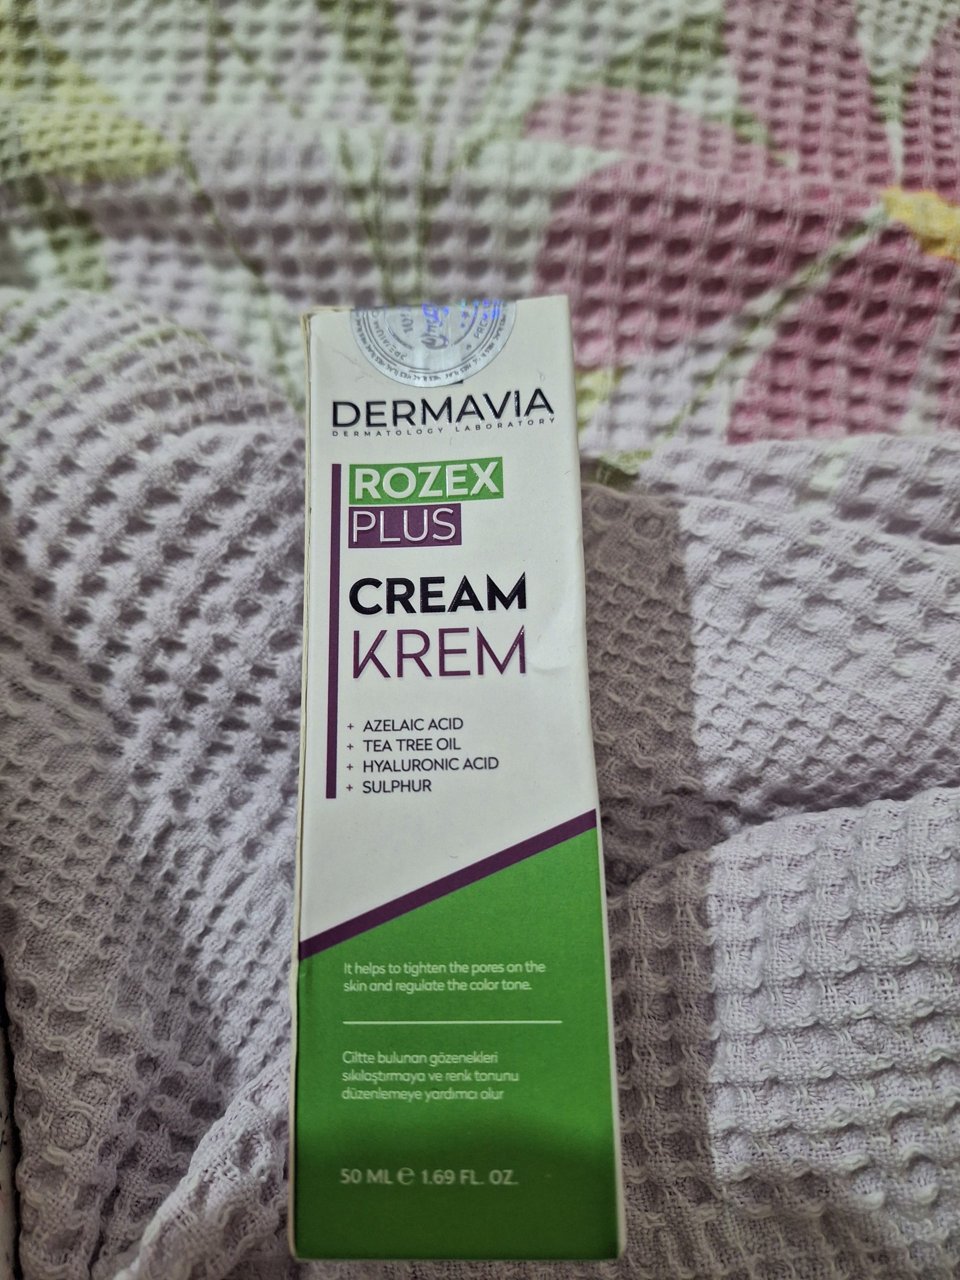 DERMAVIA
DERMATOLOGY LABORATORY
ROZEX
PLUS
CREAM
KREM
+ AZELAIC ACID
+ TEA TREE OIL
+ HYALURONIC ACID
+ SULPHUR
It helps to tighten the pores on the
skin and regulate the color tone.
Ciltte bulunan gözenekleri
sıkılaştırmaya ve renk tonunu
düzenlemeye yardımcı olur
50 ML ℮ 1.69 FL. OZ.